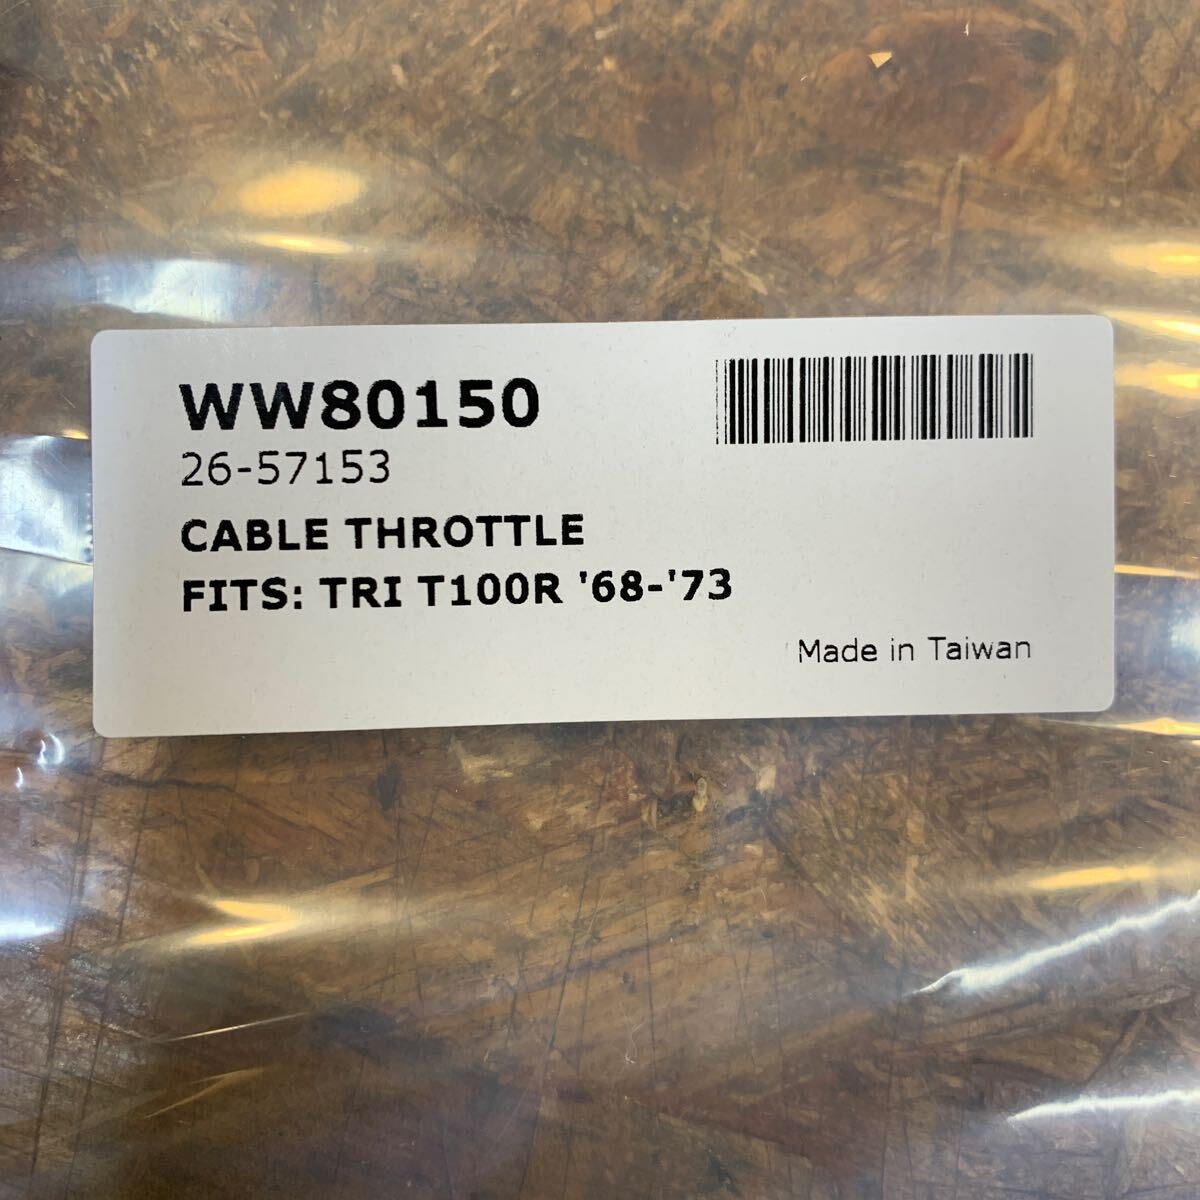 WW80150
26-57153
CABLE THROTTLE
FITS: TRI T100R '68-'73
Made in Taiwan